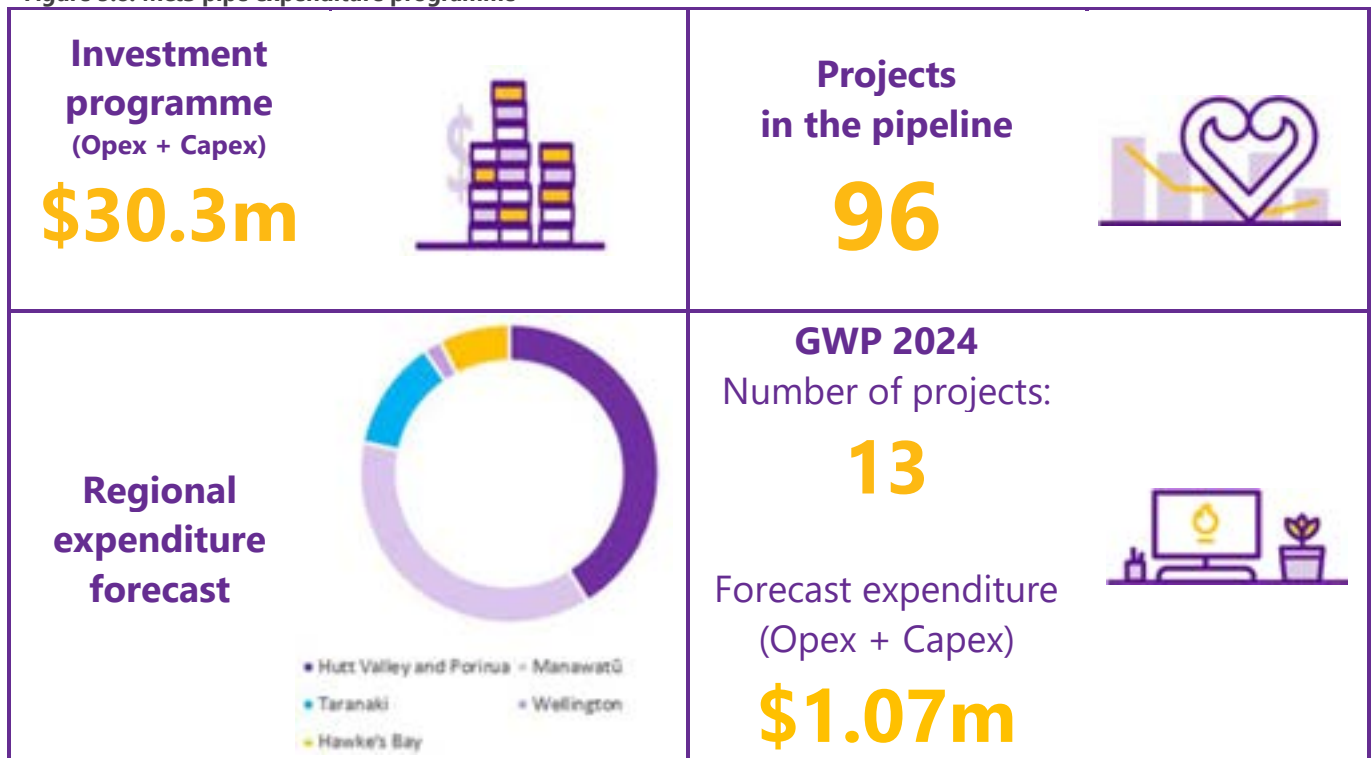 Investment
programme
(Opex + Capex)
$30.3m
Projects
in the pipeline
96
Regional
expenditure
forecast
Hutt Valley and Porirua
Manawatū
Taranaki
Wellington
Hawke's Bay
GWP 2024
Number of projects:
13
Forecast expenditure
(Opex + Capex)
$1.07m